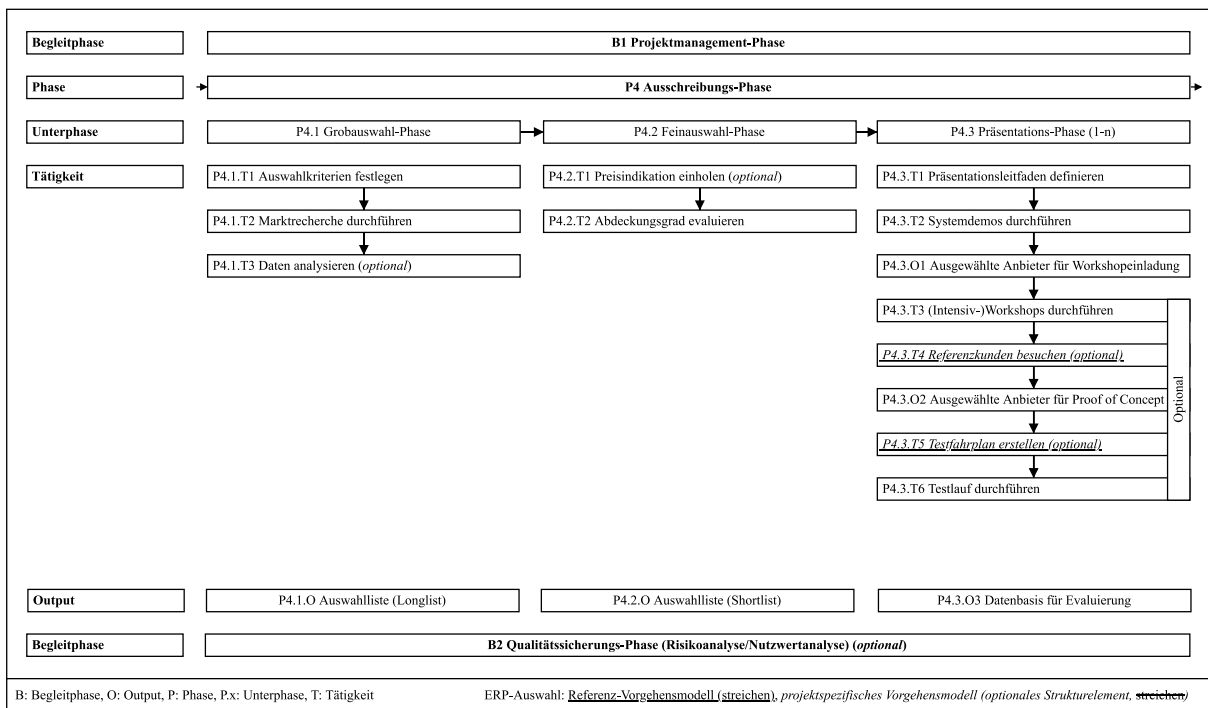 Begleitphase
B1 Projektmanagement-Phase
Phase
P4 Ausschreibungs-Phase
Unterphase
P4.1 Grobauswahl-Phase
P4.2 Feinauswahl-Phase
P4.3 Präsentations-Phase (1-n)
Tätigkeit
P4.1.T1 Auswahlkriterien festlegen
P4.1.T2 Marktrecherche durchführen
P4.1.T3 Daten analysieren (optional)
P4.2.T1 Preisindikation einholen (optional)
P4.2.T2 Abdeckungsgrad evaluieren
P4.3.T1 Präsentationsleitfaden definieren
P4.3.T2 Systemdemos durchführen
P4.3.O1 Ausgewählte Anbieter für Workshopeinladung
P4.3.T3 (Intensiv-)Workshops durchführen
P4.3.T4 Referenzkunden besuchen (optional)
P4.3.O2 Ausgewählte Anbieter für Proof of Concept
P4.3.T5 Testfahrplan erstellen (optional)
P4.3.T6 Testlauf durchführen
Optional
Output
P4.1.O Auswahlliste (Longlist)
P4.2.O Auswahlliste (Shortlist)
P4.3.O3 Datenbasis für Evaluierung
Begleitphase
B2 Qualitätssicherungs-Phase (Risikoanalyse/Nutzwertanalyse) (optional)
B: Begleitphase, O: Output, P: Phase, P.x: Unterphase, T: Tätigkeit
ERP-Auswahl: Referenz-Vorgehensmodell (streichen), projektspezifisches Vorgehensmodell (optionales Strukturelement, streichen)